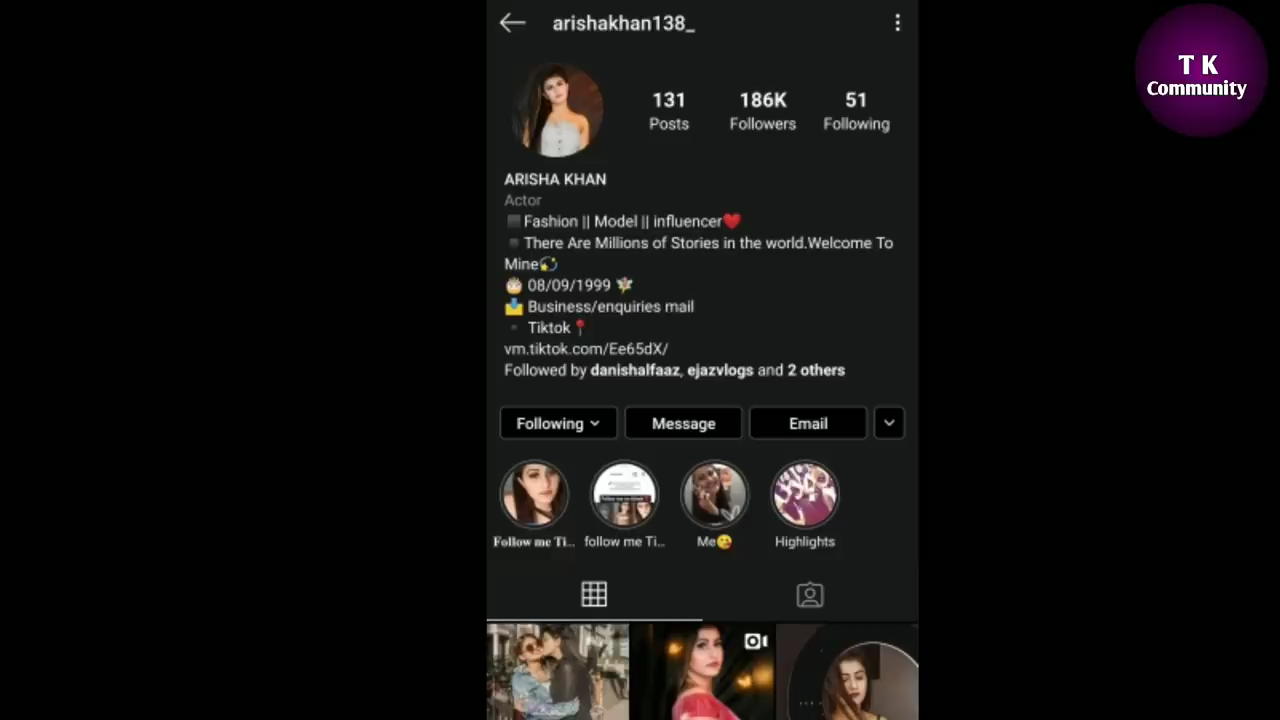 arishakhan138_
T K
Community
131
186K
51
Posts
Followers
Following
ARISHA KHAN
Actor
Fashion || Model || influencer❤️
There Are Millions of Stories in the world.Welcome To
Mine💫
🎂 08/09/1999 🧚
📩 Business/enquiries mail
Tiktok📍
vm.tiktok.com/Ee65dX/
Followed by danishalfaaz, ejazvlogs and 2 others
Following
Message
Email
Follow me Ti...
follow me Ti...
Me😘
Highlights